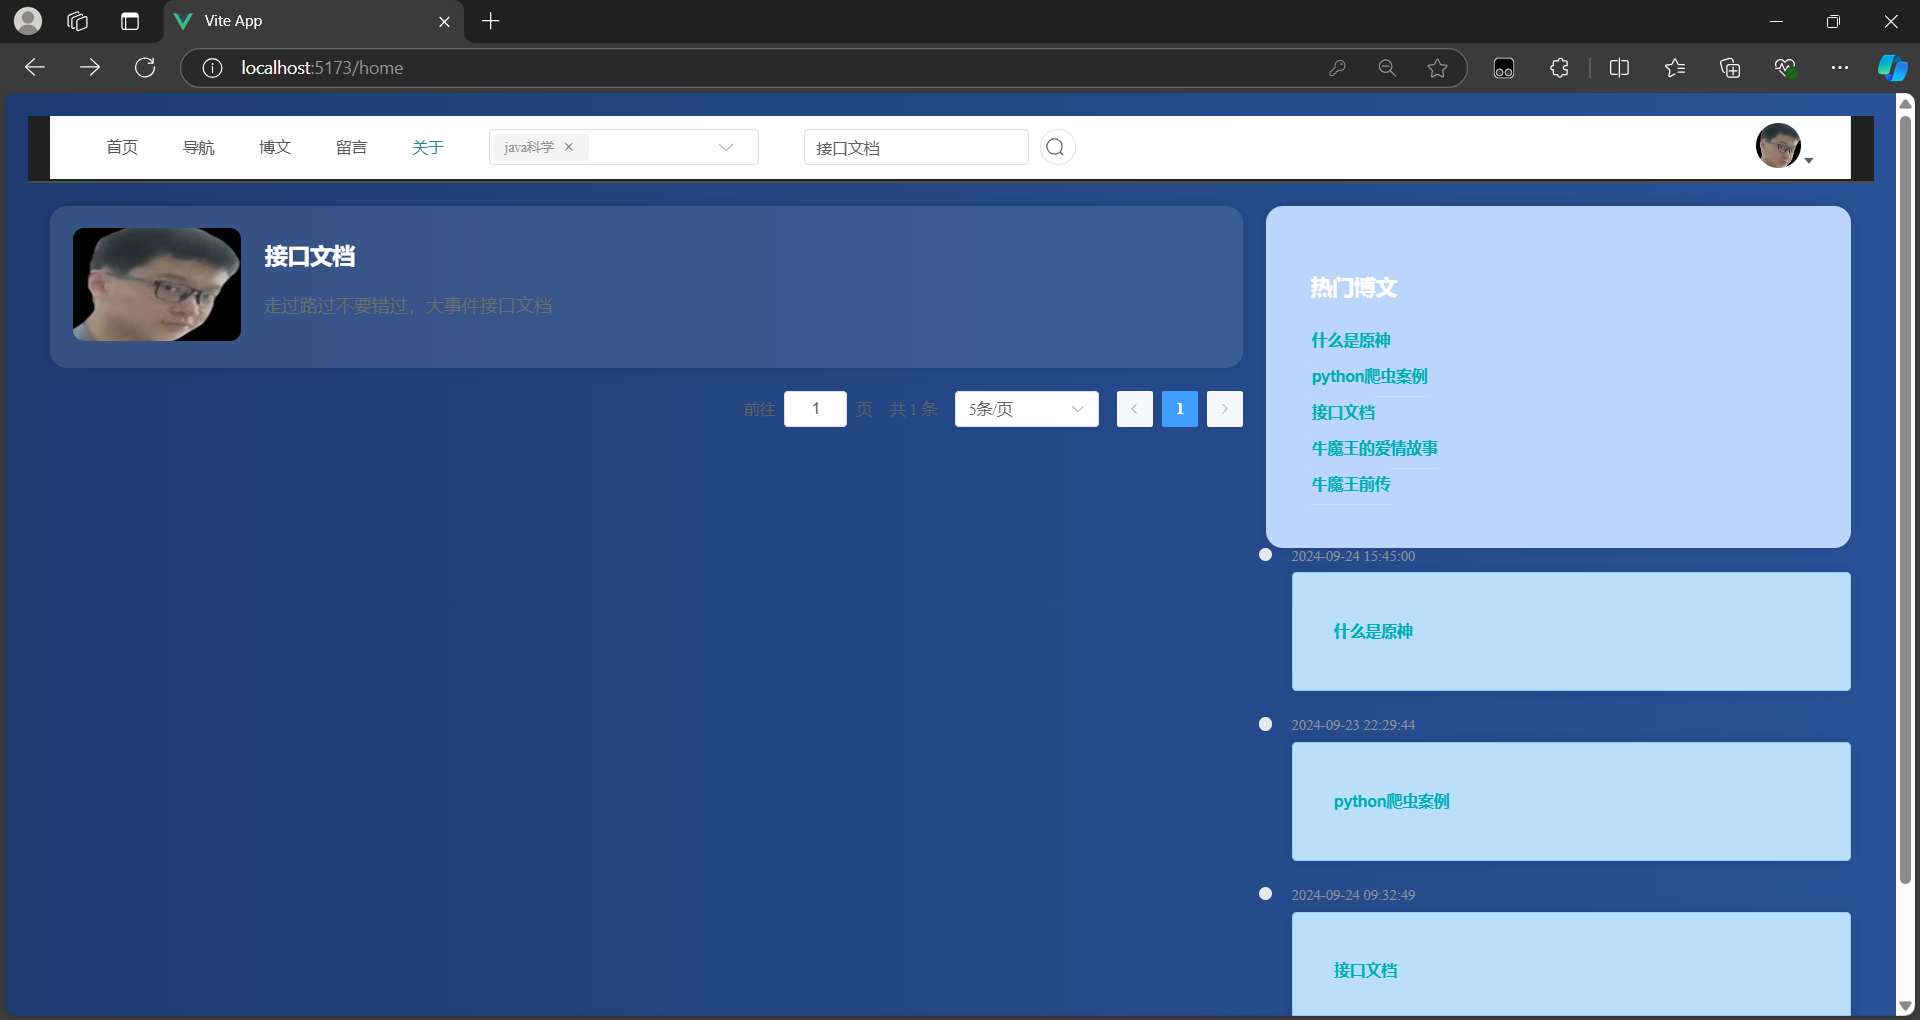 Vite App
localhost:5173/home
首页 导航 博文 留言 关于 java科学 接口文档
接口文档
走过路过不要错过，大事件接口文档
前往 1 页 共 1 条 5条/页 1
热门博文
什么是原神
python爬虫案例
接口文档
牛魔王的爱情故事
牛魔王前传
2024-09-24 15:45:00
什么是原神
2024-09-23 22:29:44
python爬虫案例
2024-09-24 09:32:49
接口文档